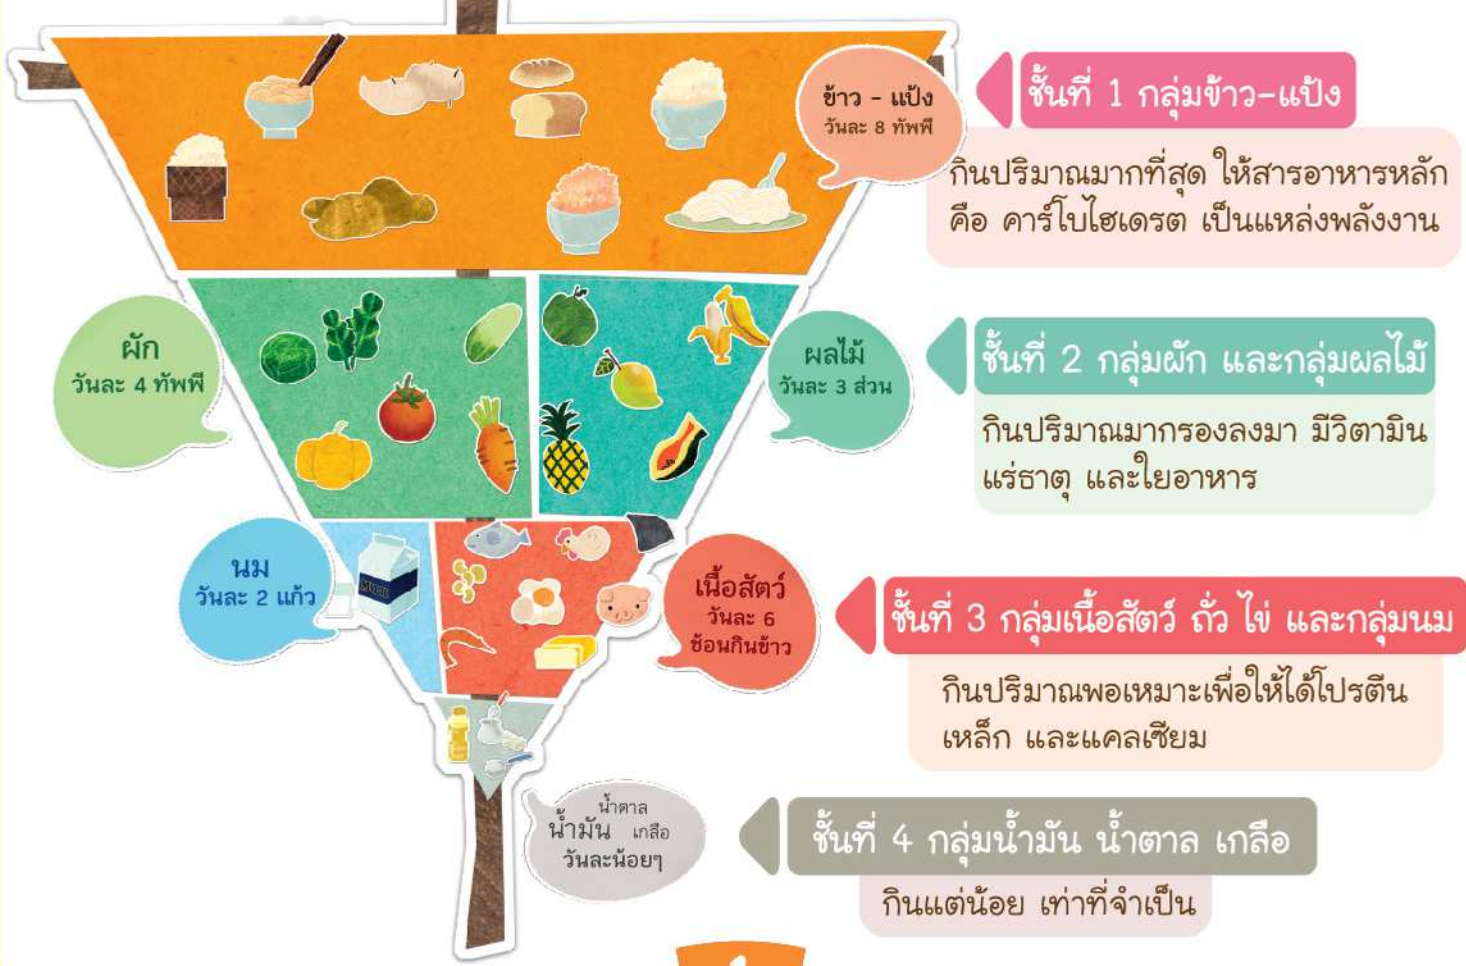 ข้าว - แป้ง
วันละ 8 ทัพพี
ชั้นที่ 1 กลุ่มข้าว-แป้ง
กินปริมาณมากที่สุด ให้สารอาหารหลัก
คือ คาร์โบไฮเดรต เป็นแหล่งพลังงาน
ผัก
วันละ 4 ทัพพี
ผลไม้
วันละ 3 ส่วน
ชั้นที่ 2 กลุ่มผัก และกลุ่มผลไม้
กินปริมาณมากรองลงมา มีวิตามิน
แร่ธาตุ และใยอาหาร
นม
วันละ 2 แก้ว
MILK
เนื้อสัตว์
วันละ 6
ช้อนกินข้าว
ชั้นที่ 3 กลุ่มเนื้อสัตว์ ถั่ว ไข่ และกลุ่มนม
กินปริมาณพอเหมาะเพื่อให้ได้โปรตีน
เหล็ก และแคลเซียม
น้ำตาล
น้ำมัน เกลือ
วันละน้อยๆ
ชั้นที่ 4 กลุ่มน้ำมัน น้ำตาล เกลือ
กินแต่น้อย เท่าที่จำเป็น